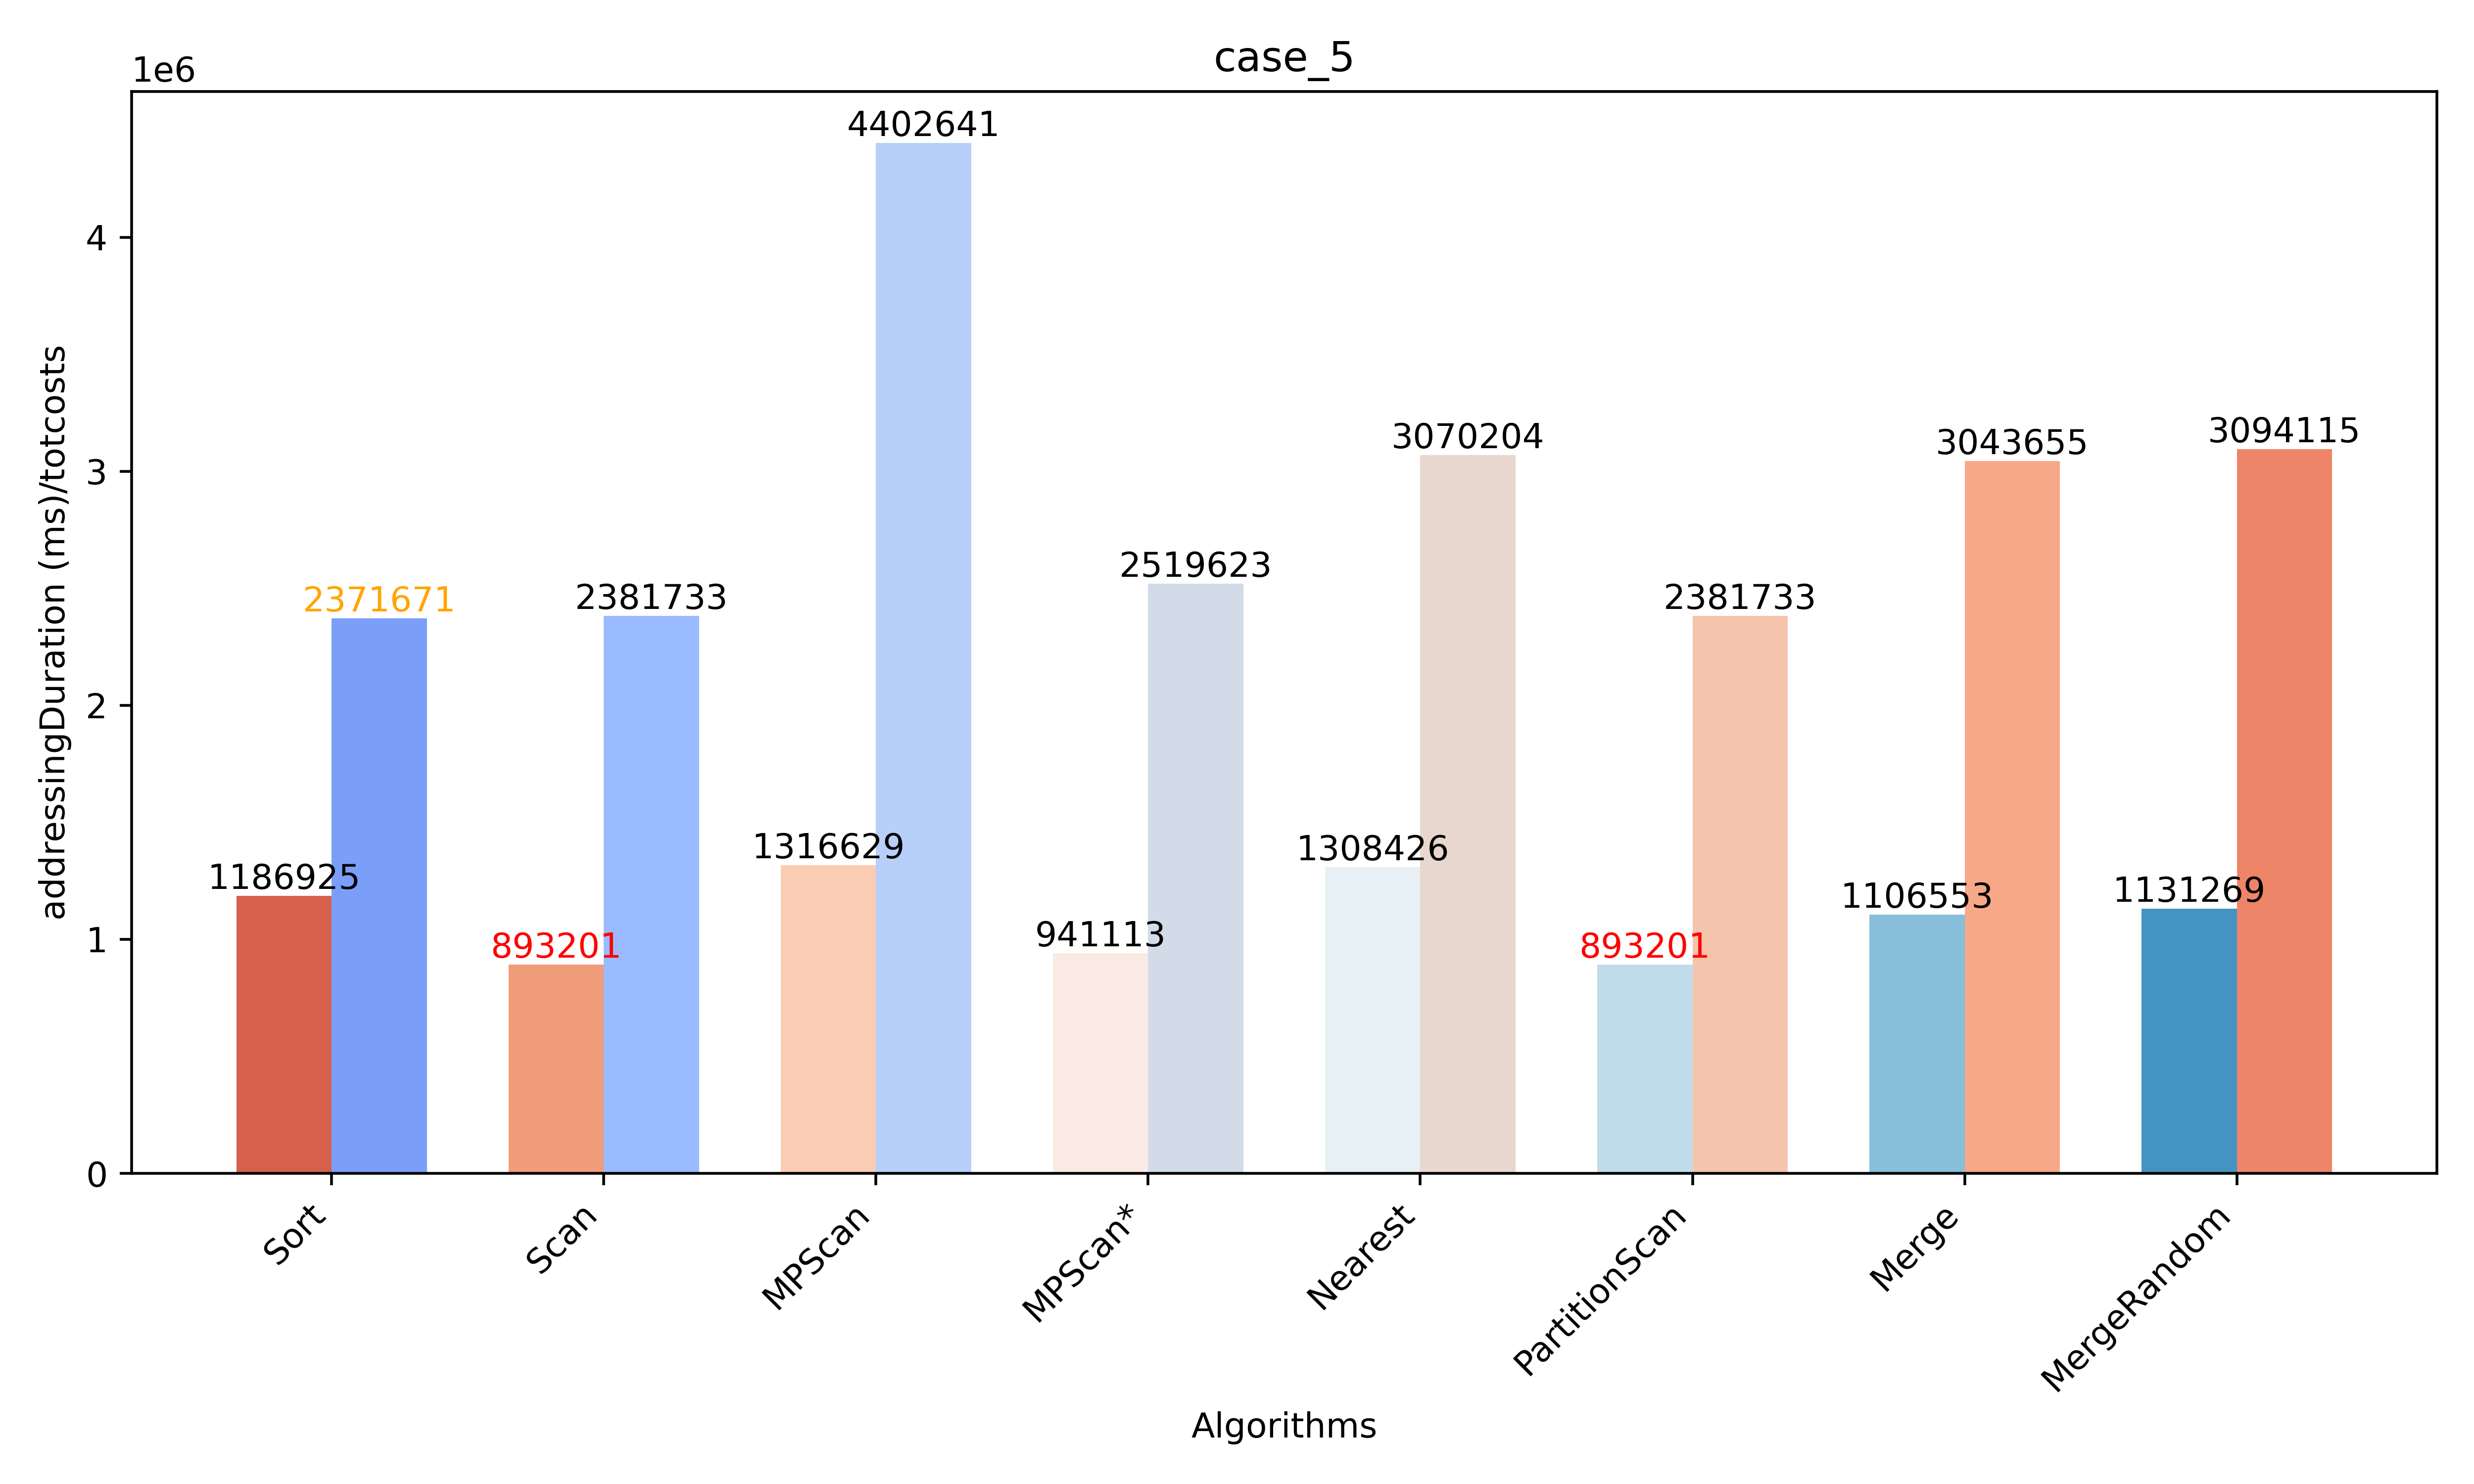 case_5
1e6
4402641
4
3070204
3043655
3094115
3
2519623
2371671
2381733
2381733
2
1186925
1316629
1308426
1106553
1131269
893201
941113
893201
1
0
addressingDuration (ms)/totcosts
Sort
Scan
MPScan
MPScan*
Nearest
PartitionScan
Merge
MergeRandom
Algorithms